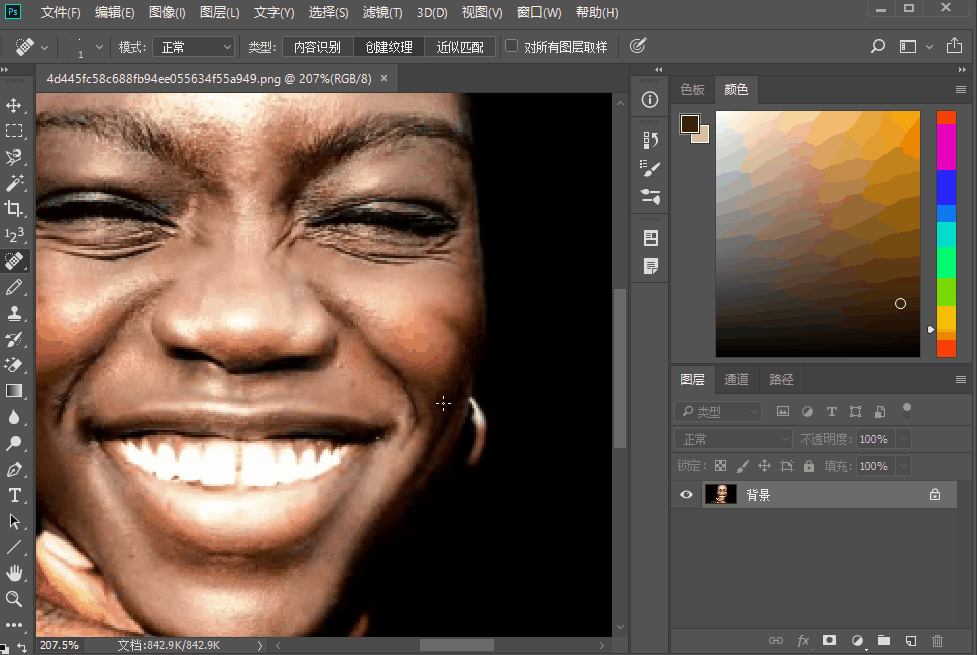 Ps 文件(F) 编辑(E) 图像(I) 图层(L) 文字(Y) 选择(S) 滤镜(T) 3D(D) 视图(V) 窗口(W) 帮助(H)
1 模式: 正常 类型: 内容识别 创建纹理 近似匹配 对所有图层取样
4d445fc58c688fb94ee055634f55a949.png @ 207%(RGB/8) ×
色板 颜色
123
图层 通道 路径
类型
正常 不透明度: 100%
锁定: 填充: 100%
背景
T
fx
207.5% 文档:842.9K/842.9K